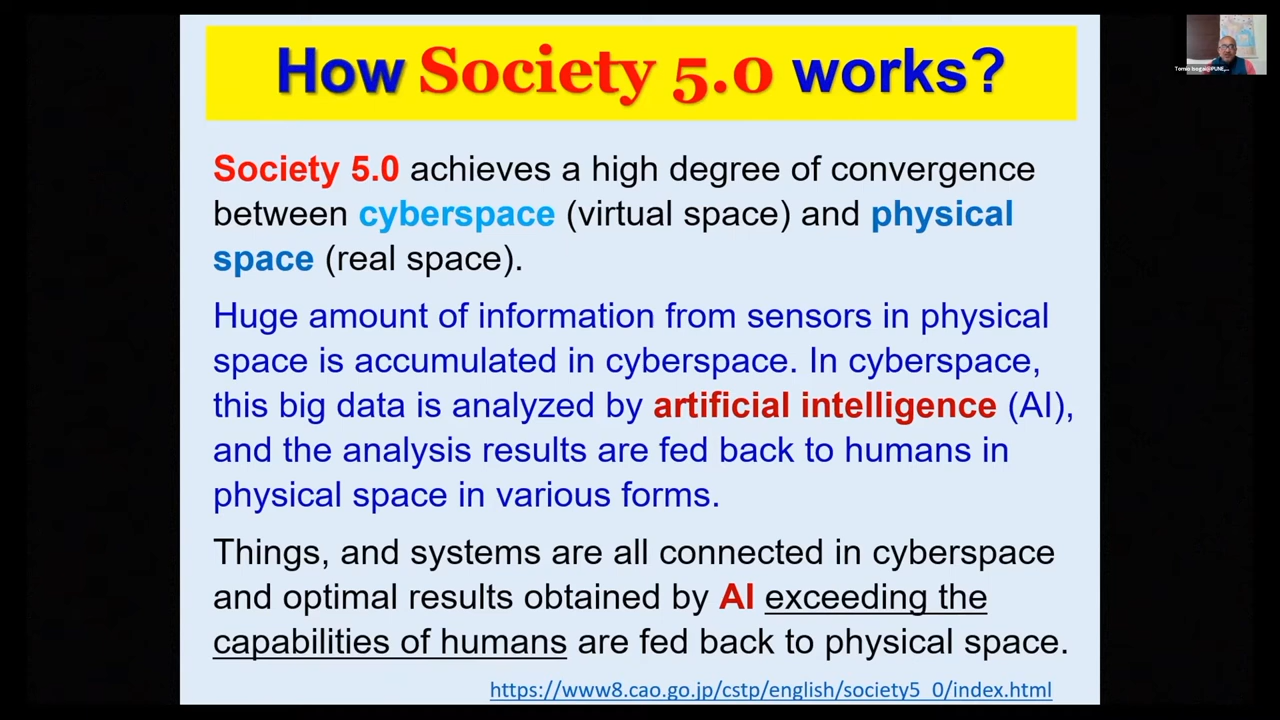 How Society 5.0 works?
Society 5.0 achieves a high degree of convergence
between cyberspace (virtual space) and physical
space (real space).
Huge amount of information from sensors in physical
space is accumulated in cyberspace. In cyberspace,
this big data is analyzed by artificial intelligence (AI),
and the analysis results are fed back to humans in
physical space in various forms.
Things, and systems are all connected in cyberspace
and optimal results obtained by AI exceeding the
capabilities of humans are fed back to physical space.
https://www8.cao.go.jp/cstp/english/society5_0/index.html